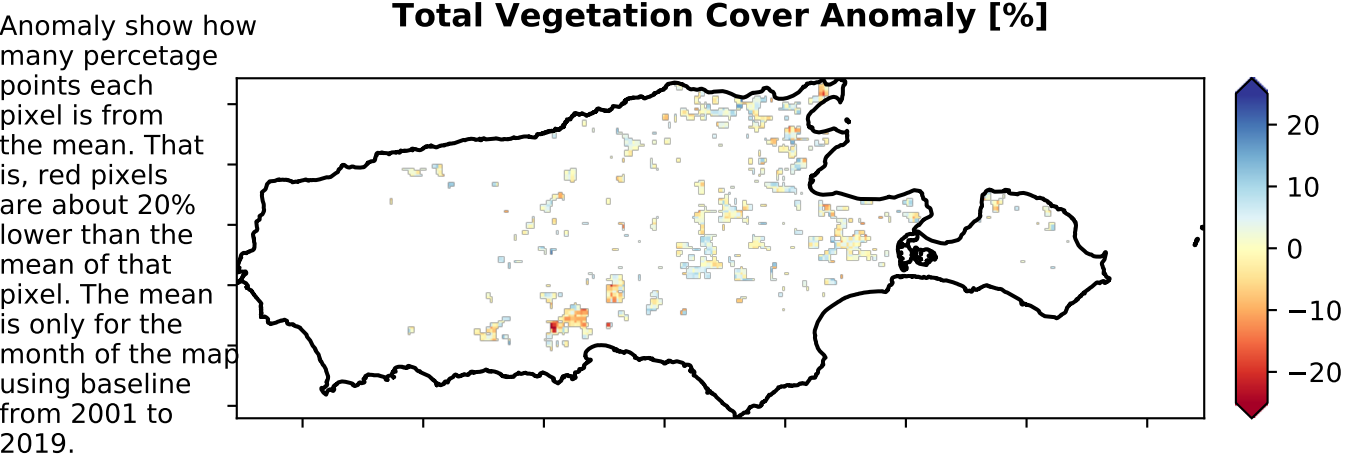 Total Vegetation Cover Anomaly [%]
Anomaly show how
many percetage
points each
pixel is from
the mean. That
is, red pixels
are about 20%
lower than the
mean of that
pixel. The mean
is only for the
month of the map
using baseline
from 2001 to
2019.
20
10
0
−10
−20